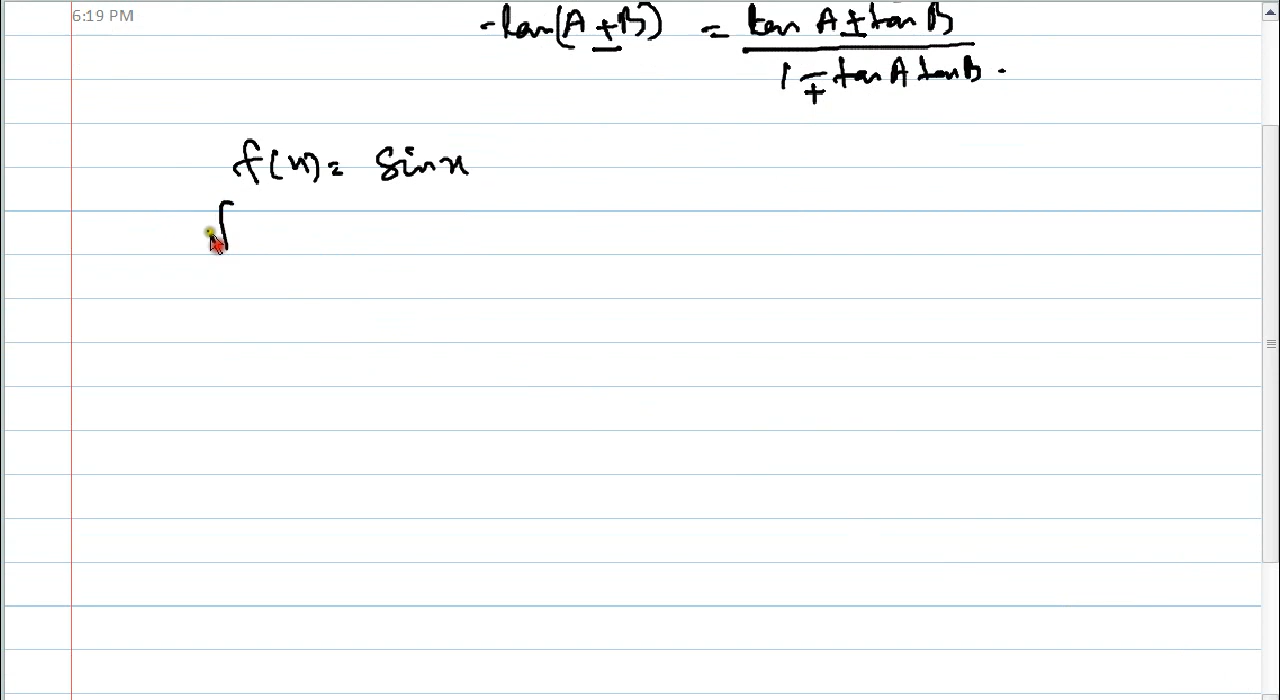 6:19 PM
tan(A ± B) = tan A ± tan B
1 ∓ tan A tan B .
f(x) = sin x
∫